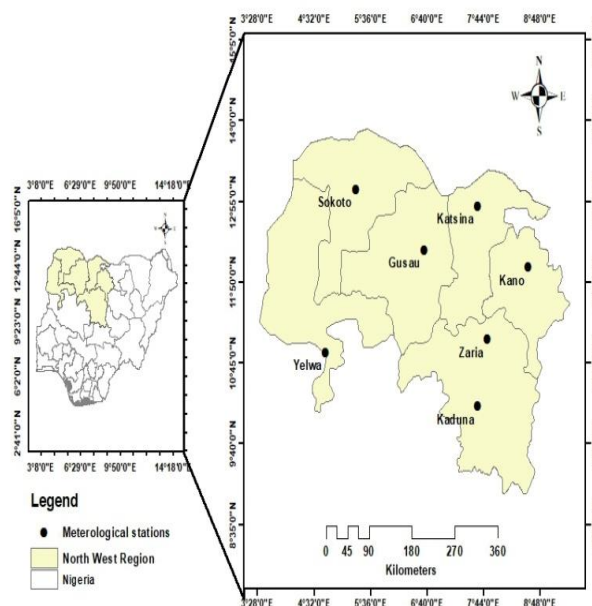 3°28'0"E 4°32'0"E 5°36'0"E 6°40'0"E 7°44'0"E 8°48'0"E
15°5'0"N
14°0'0"N
12°55'0"N
11°50'0"N
10°45'0"N
9°40'0"N
8°35'0"N
N
W E
S
Sokoto
Katsina
Gusau
Kano
Zaria
Yelwa
Kaduna
0 45 90 180 270 360
Kilometers
3°28'0"E 4°32'0"E 5°36'0"E 6°40'0"E 7°44'0"E 8°48'0"E
3°8'0"E 6°29'0"E 9°50'0"E 14°18'0"E
16°5'0"N
12°44'0"N
9°23'0"N
6°2'0"N
2°41'0"N
3°8'0"E 6°29'0"E 9°50'0"E 14°18'0"E
Legend
Meterological stations
North West Region
Nigeria